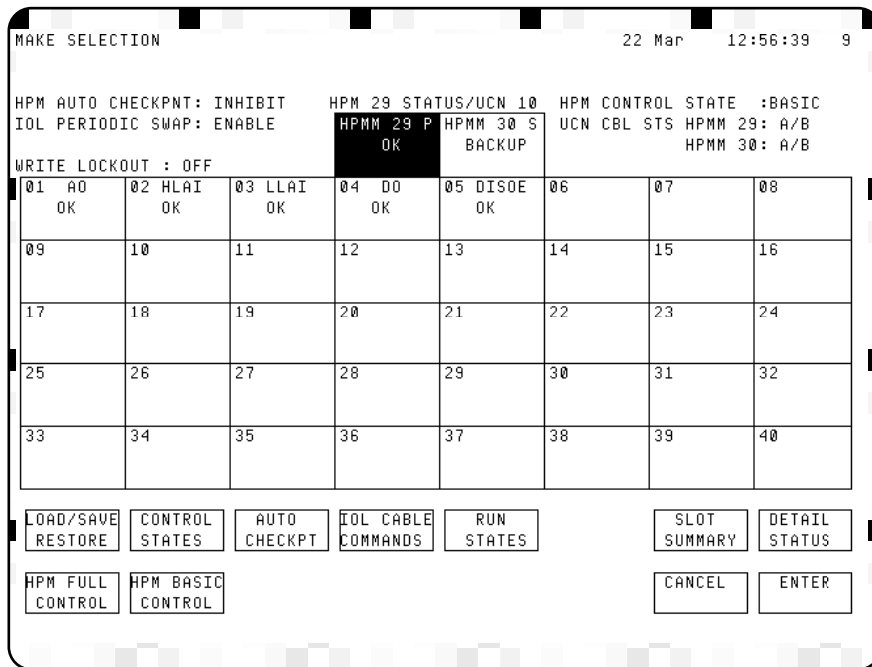 MAKE SELECTION 22 Mar 12:56:39 9
HPM AUTO CHECKPNT: INHIBIT HPM 29 STATUS/UCN 10 HPM CONTROL STATE :BASIC
IOL PERIODIC SWAP: ENABLE HPMM 29 P HPMM 30 S UCN CBL STS HPMM 29: A/B
OK BACKUP HPMM 30: A/B
WRITE LOCKOUT : OFF
01 AO 02 HLAI 03 LLAI 04 DO 05 DISOE 06 07 08
OK OK OK OK OK
09 10 11 12 13 14 15 16
17 18 19 20 21 22 23 24
25 26 27 28 29 30 31 32
33 34 35 36 37 38 39 40
LOAD/SAVE CONTROL AUTO IOL CABLE RUN SLOT DETAIL
RESTORE STATES CHECKPT COMMANDS STATES SUMMARY STATUS
HPM FULL HPM BASIC CANCEL ENTER
CONTROL CONTROL